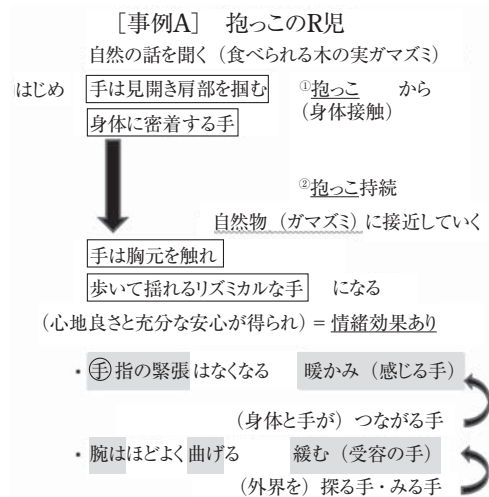 ［事例A］ 抱っこのR児
自然の話を聞く（食べられる木の実ガマズミ）
はじめ 手は見開き肩部を掴む ①抱っこ から
身体に密着する手 （身体接触）
②抱っこ持続
自然物（ガマズミ）に接近していく
手は胸元を触れ
歩いて揺れるリズミカルな手 になる
（心地良さと充分な安心が得られ）＝情緒効果あり
・㊙手指の緊張はなくなる 暖かみ（感じる手）
（身体と手が）つながる手
・腕はほどよく曲げる 緩む（受容の手）
（外界を）探る手・みる手